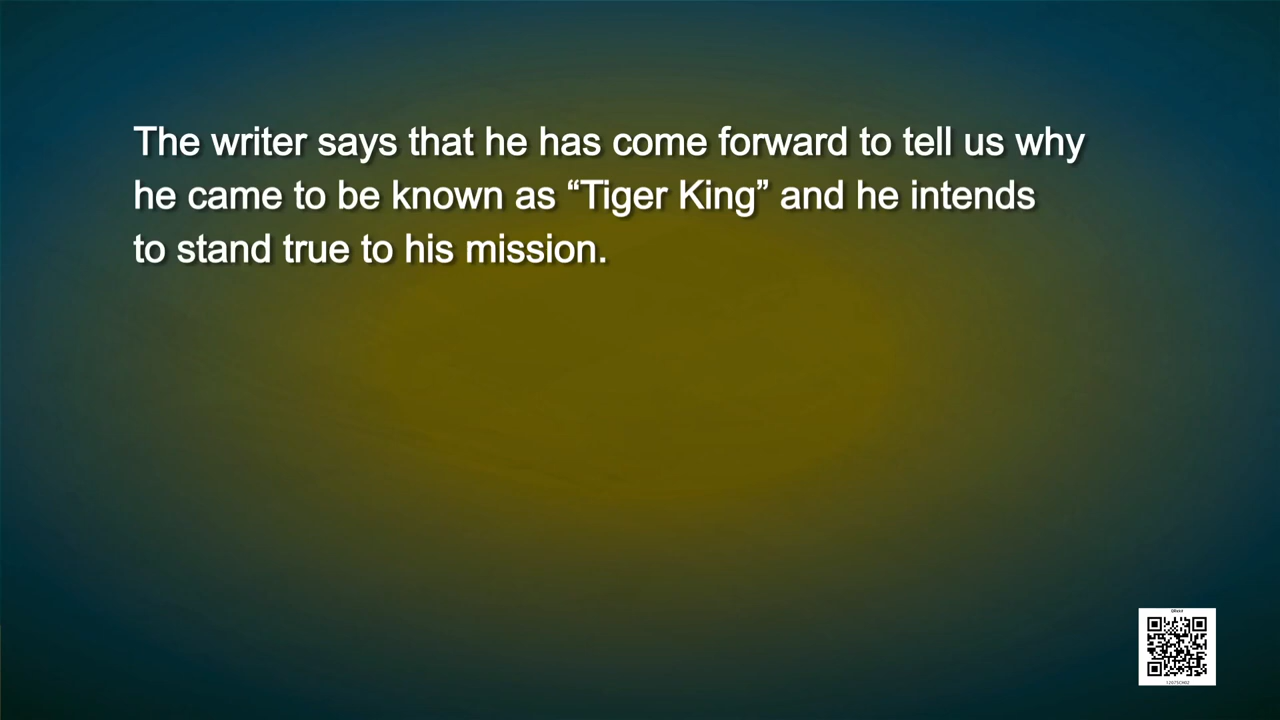 The writer says that he has come forward to tell us why
he came to be known as “Tiger King” and he intends
to stand true to his mission.